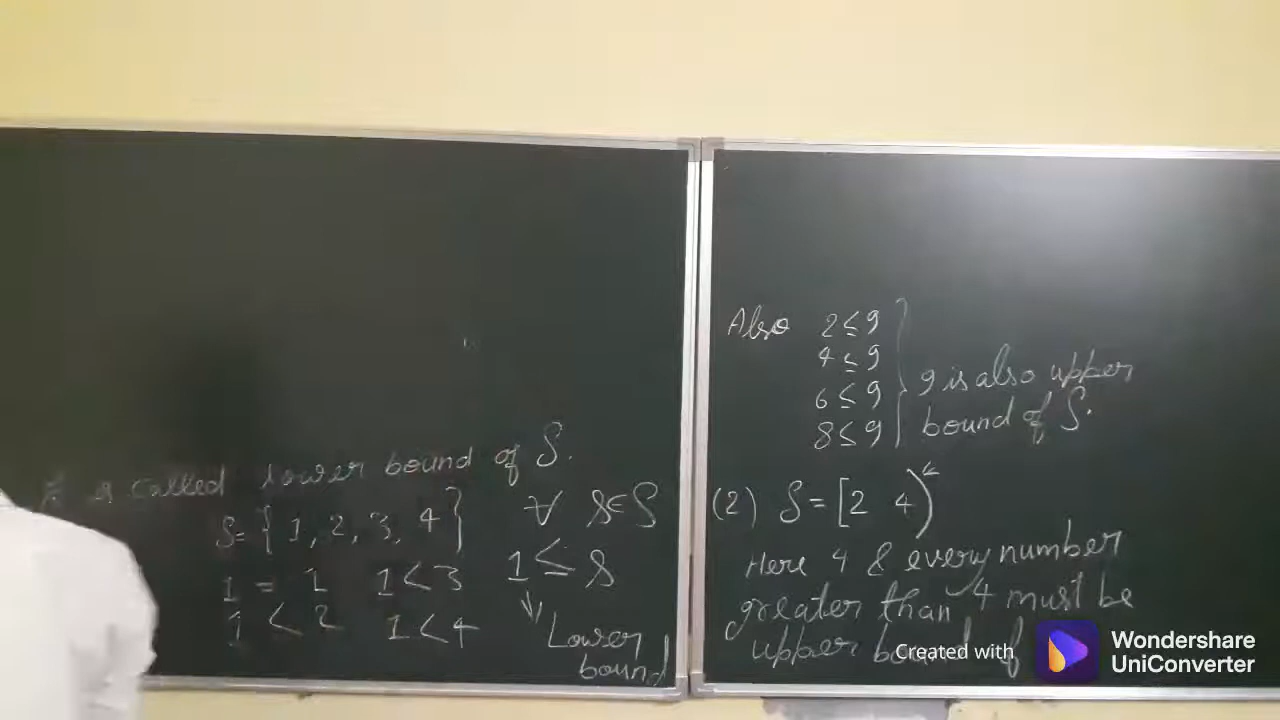 is called lower bound of S.
S = { 1, 2, 3, 4 } ∀ s ∈ S
1 = 1 1 < 3 1 ≤ s
1 < 2 1 < 4
Lower
bound
Also 2 ≤ 9
4 ≤ 9
6 ≤ 9
8 ≤ 9
9 is also upper
bound of S.
(2) S = [2 4)
Here 4 & every number
greater than 4 must be
upper bound of
Created with
Wondershare
UniConverter